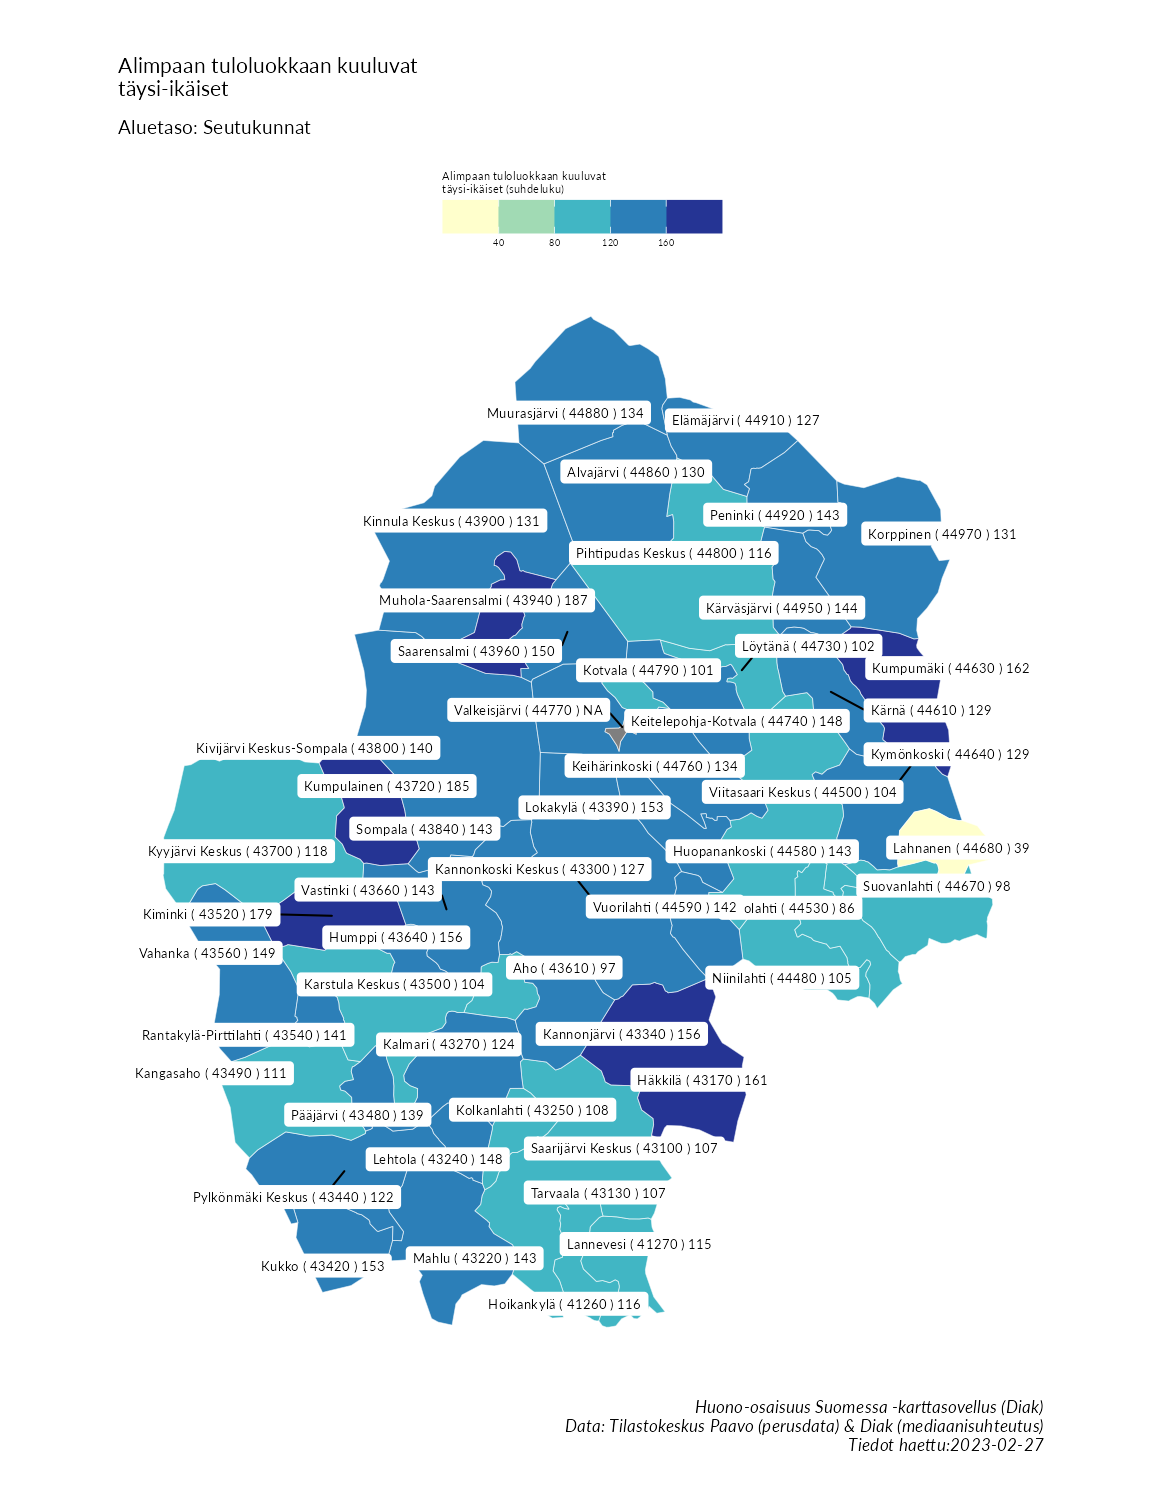 Alimpaan tuloluokkaan kuuluvat
täysi-ikäiset
Aluetaso: Seutukunnat
Alimpaan tuloluokkaan kuuluvat
täysi-ikäiset (suhdeluku)
40 80 120 160
Muurasjärvi ( 44880 ) 134
Elämäjärvi ( 44910 ) 127
Alvajärvi ( 44860 ) 130
Peninki ( 44920 ) 143
Kinnula Keskus ( 43900 ) 131
Korppinen ( 44970 ) 131
Pihtipudas Keskus ( 44800 ) 116
Muhola-Saarensalmi ( 43940 ) 187
Kärväsjärvi ( 44950 ) 144
Löytänä ( 44730 ) 102
Saarensalmi ( 43960 ) 150
Kotvala ( 44790 ) 101
Kumpumäki ( 44630 ) 162
Valkeisjärvi ( 44770 ) NA
Kärnä ( 44610 ) 129
Keitelepohja-Kotvala ( 44740 ) 148
Kivijärvi Keskus-Sompala ( 43800 ) 140
Kymönkoski ( 44640 ) 129
Keihärinkoski ( 44760 ) 134
Kumpulainen ( 43720 ) 185
Viitasaari Keskus ( 44500 ) 104
Lokakylä ( 43390 ) 153
Sompala ( 43840 ) 143
Kyyjärvi Keskus ( 43700 ) 118
Huopanankoski ( 44580 ) 143
Lahnanen ( 44680 ) 39
Kannonkoski Keskus ( 43300 ) 127
Vastinki ( 43660 ) 143
Suovanlahti ( 44670 ) 98
Kiminki ( 43520 ) 179
Vuorilahti ( 44590 ) 142
olahti ( 44530 ) 86
Humppi ( 43640 ) 156
Vahanka ( 43560 ) 149
Aho ( 43610 ) 97
Niinilahti ( 44480 ) 105
Karstula Keskus ( 43500 ) 104
Rantakylä-Pirttilahti ( 43540 ) 141
Kannonjärvi ( 43340 ) 156
Kalmari ( 43270 ) 124
Kangasaho ( 43490 ) 111
Häkkilä ( 43170 ) 161
Pääjärvi ( 43480 ) 139
Kolkanlahti ( 43250 ) 108
Saarijärvi Keskus ( 43100 ) 107
Lehtola ( 43240 ) 148
Tarvaala ( 43130 ) 107
Pylkönmäki Keskus ( 43440 ) 122
Lannevesi ( 41270 ) 115
Mahlu ( 43220 ) 143
Kukko ( 43420 ) 153
Hoikankylä ( 41260 ) 116
Huono-osaisuus Suomessa -karttasovellus (Diak)
Data: Tilastokeskus Paavo (perusdata) & Diak (mediaanisuhteutus)
Tiedot haettu:2023-02-27